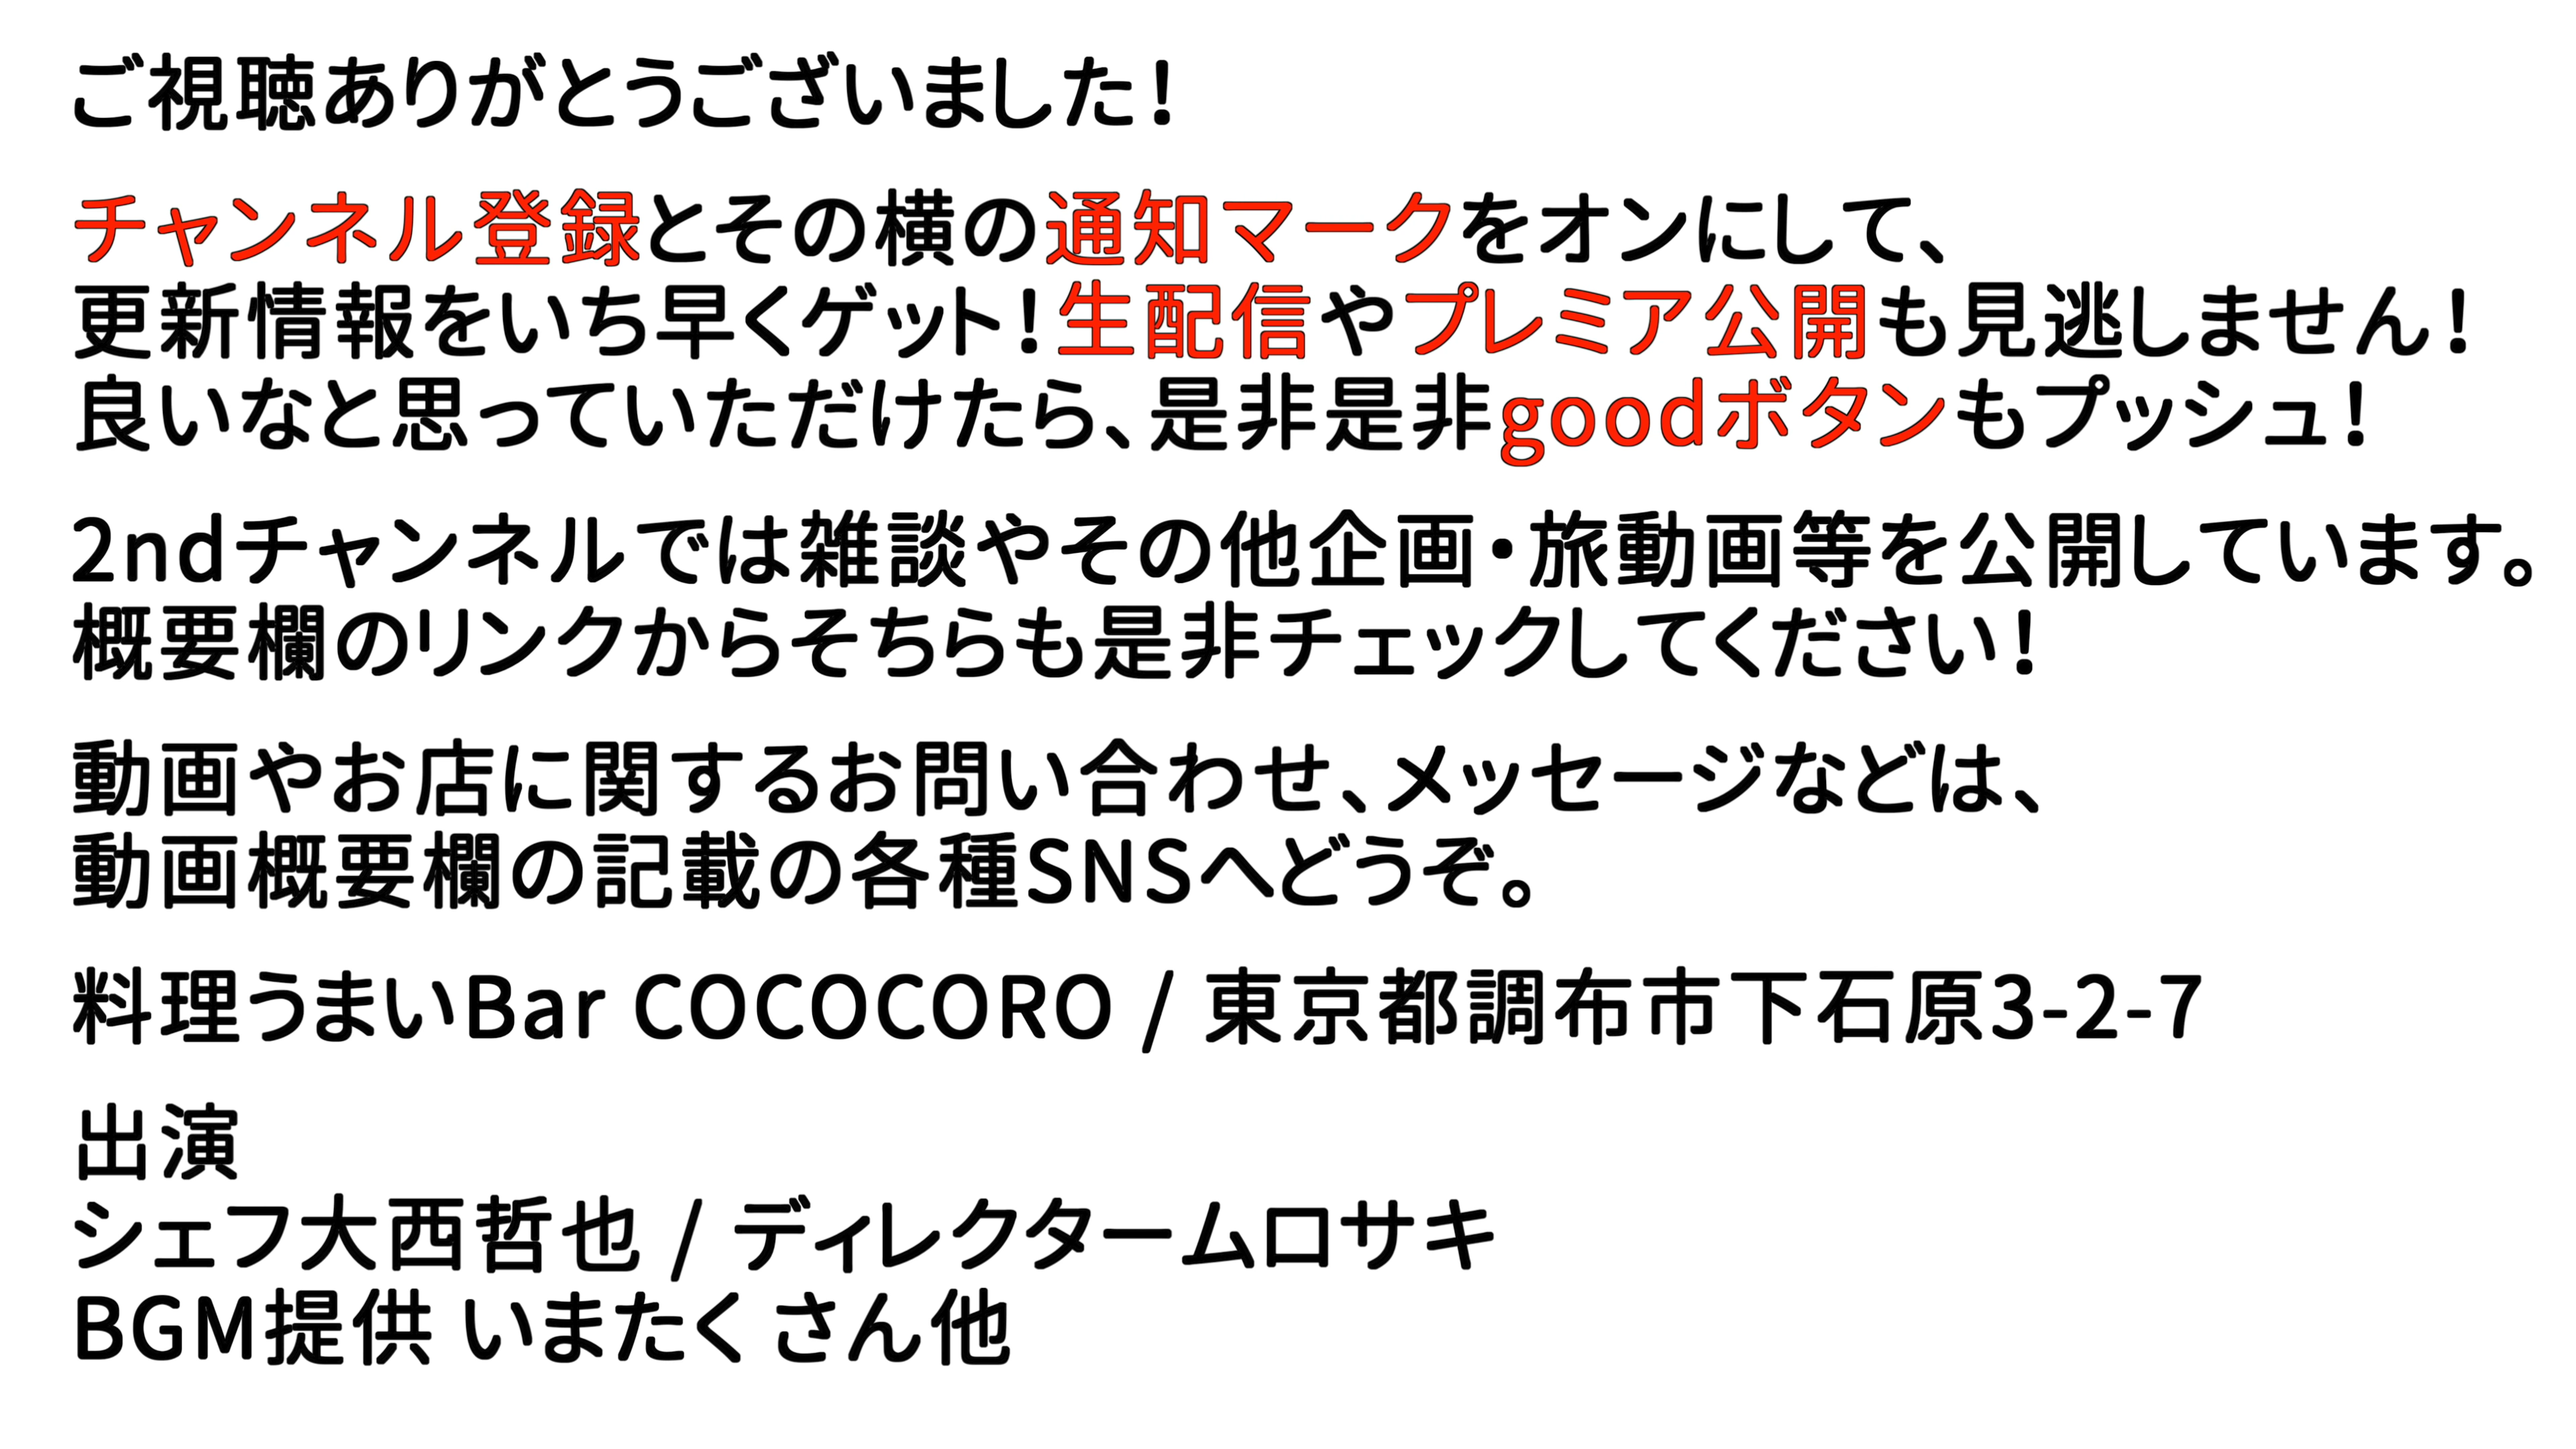 ご視聴ありがとうございました！
チャンネル登録とその横の通知マークをオンにして、
更新情報をいち早くゲット！生配信やプレミア公開も見逃しません！
良いなと思っていただけたら、是非是非goodボタンもプッシュ！
2ndチャンネルでは雑談やその他企画・旅動画等を公開しています。
概要欄のリンクからそちらも是非チェックしてください！
動画やお店に関するお問い合わせ、メッセージなどは、
動画概要欄の記載の各種SNSへどうぞ。
料理うまいBar COCOCORO / 東京都調布市下石原3-2-7
出演
シェフ大西哲也 / ディレクタームロサキ
BGM提供 いまたくさん他